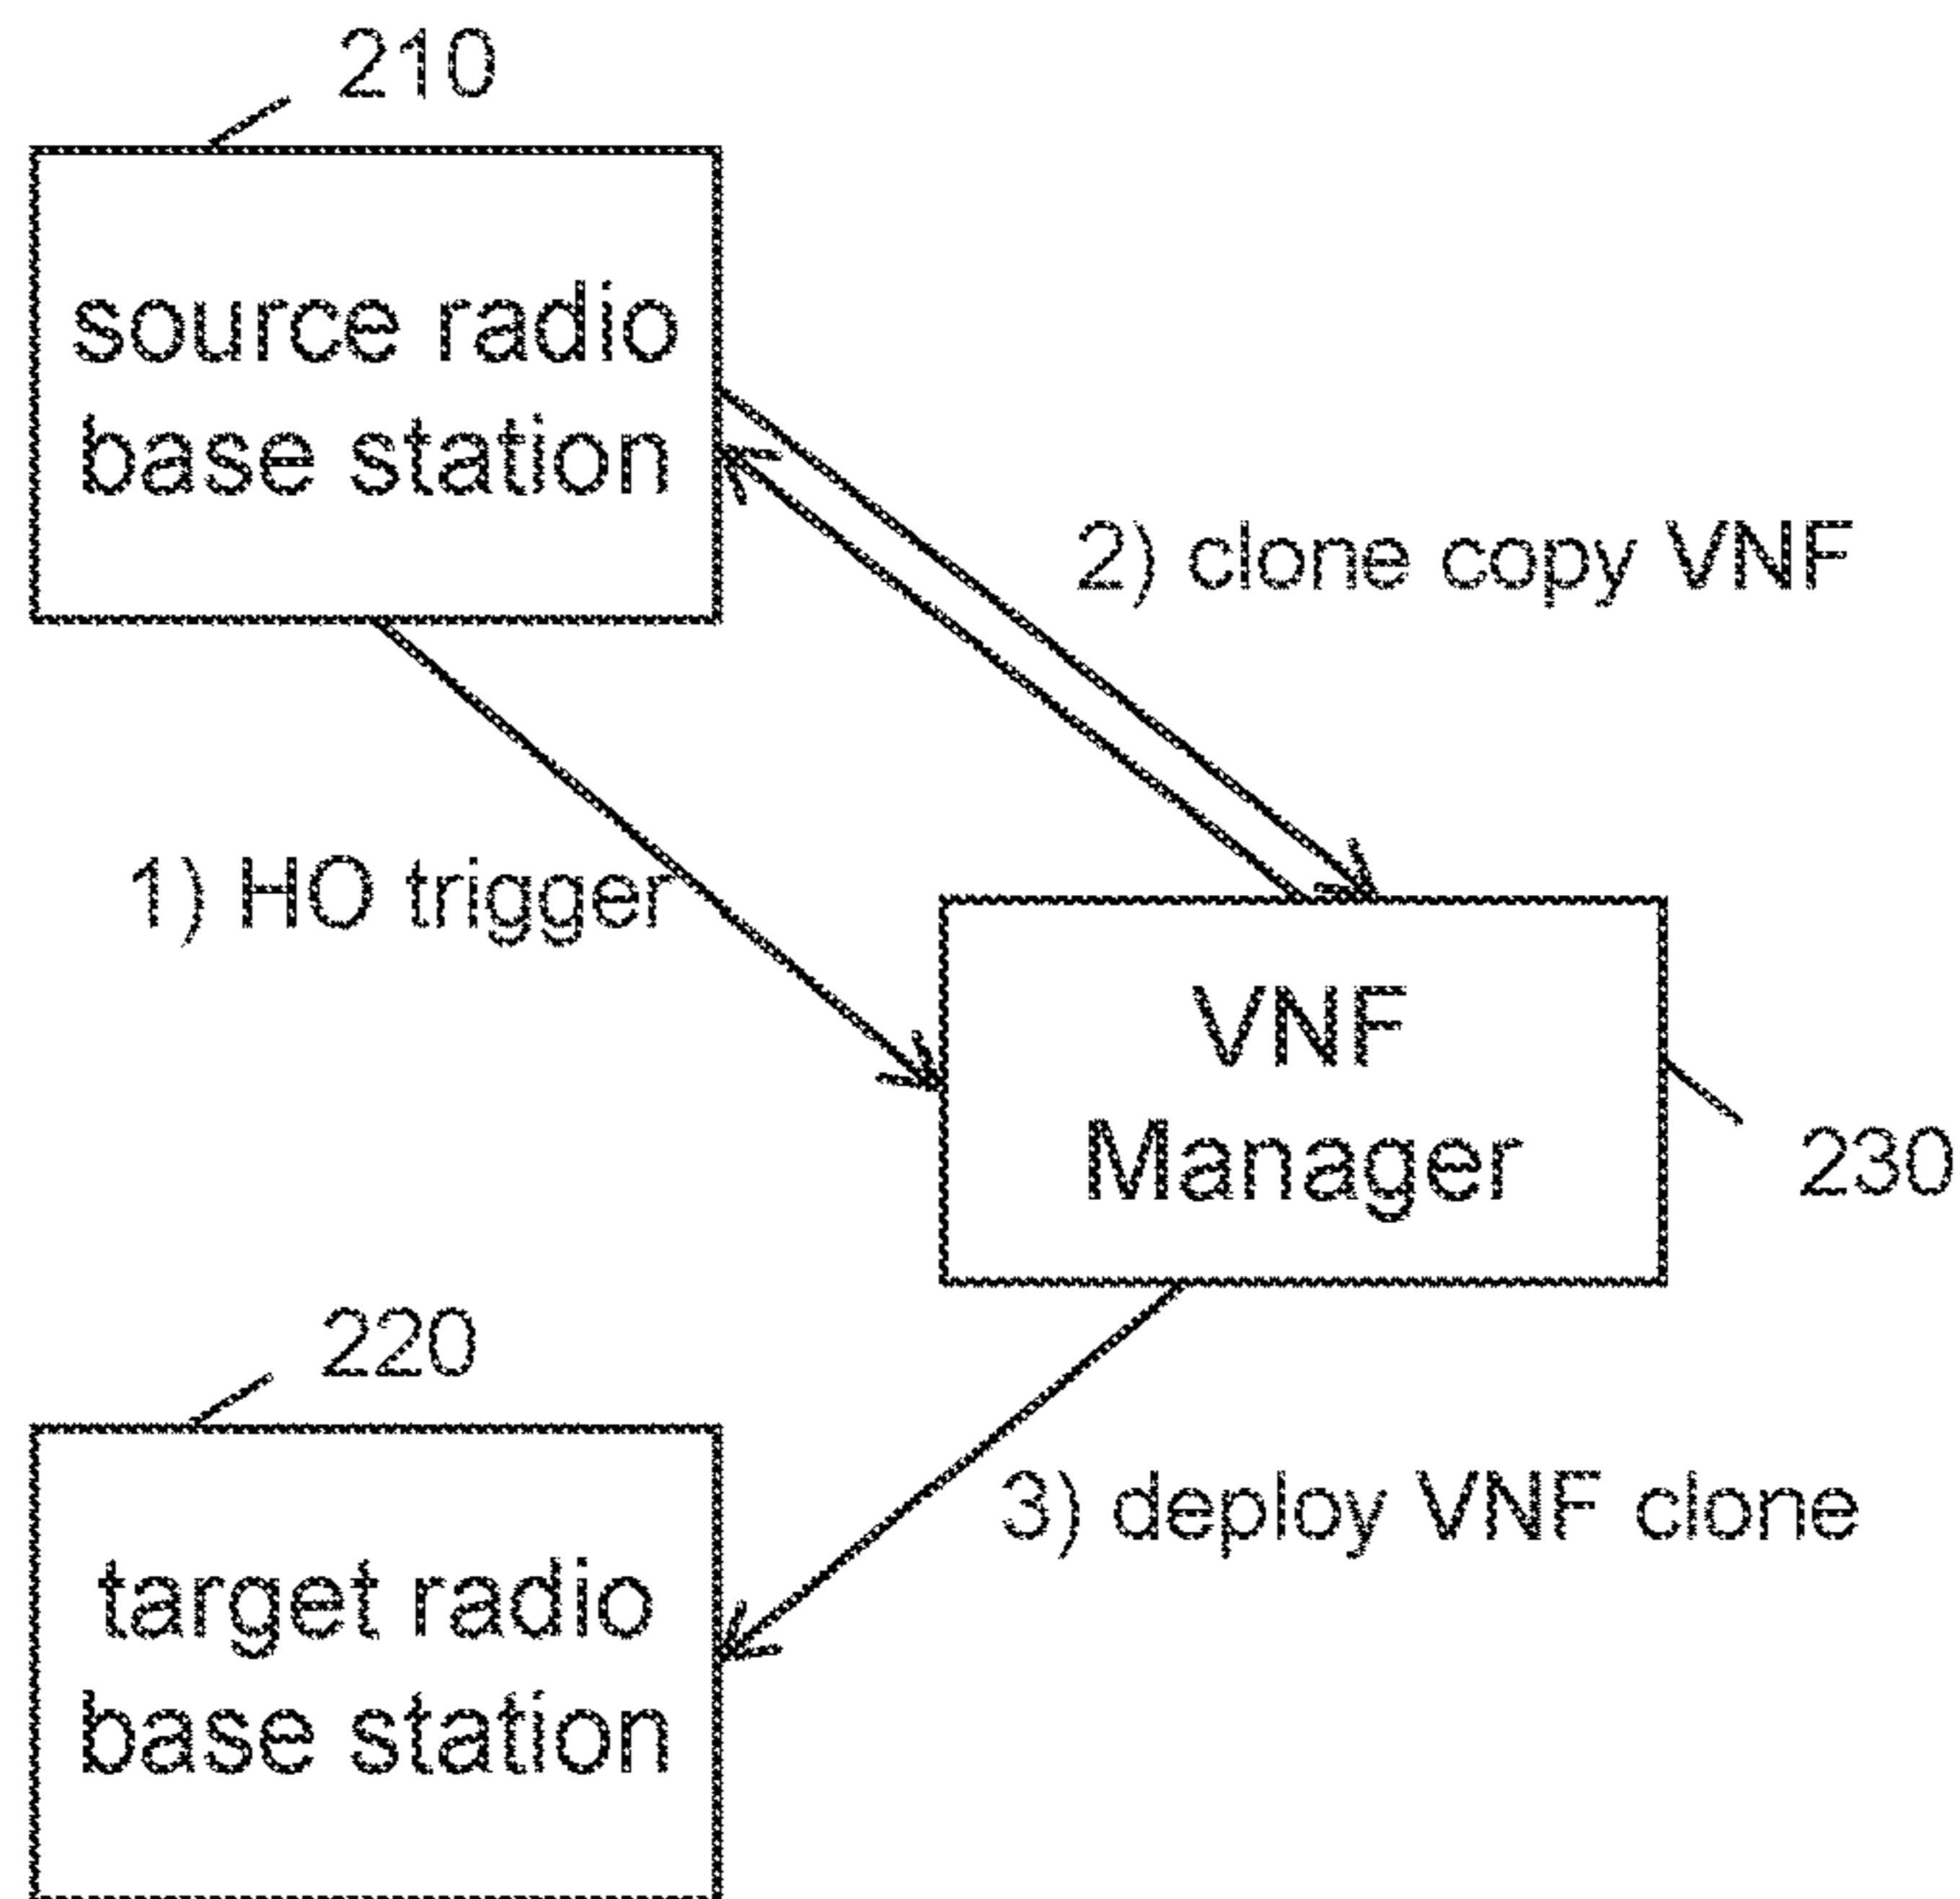 210
source radio
base station
2) clone copy VNF
1) HO trigger
VNF
Manager
230
220
3) deploy VNF clone
target radio
base station